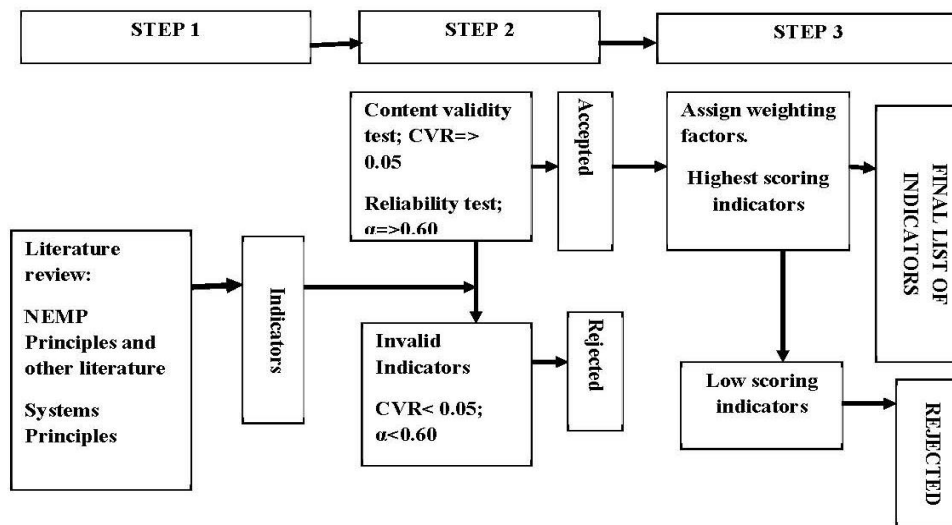 STEP 1
STEP 2
STEP 3
Literature
review:
NEMP
Principles and
other literature
Systems
Principles
Indicators
Content validity
test; CVR=>
0.05
Reliability test;
α=>0.60
Accepted
Invalid
Indicators
CVR< 0.05;
α<0.60
Rejected
Assign weighting
factors.
Highest scoring
indicators
FINAL LIST OF
INDICATORS
Low scoring
indicators
REJECTED